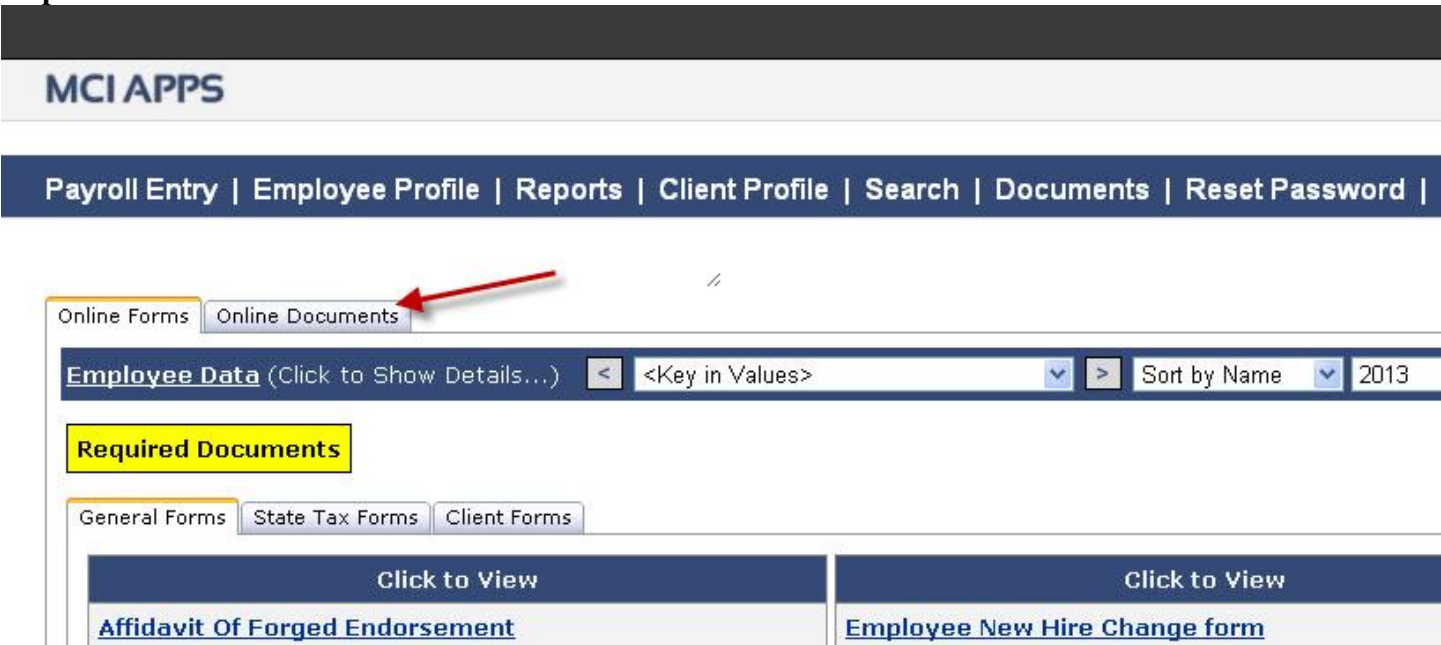 MCI APPS
Payroll Entry | Employee Profile | Reports | Client Profile | Search | Documents | Reset Password |
Online Forms Online Documents
Employee Data (Click to Show Details...) < <Key in Values> > Sort by Name 2013
Required Documents
General Forms State Tax Forms Client Forms
Click to View Click to View
Affidavit Of Forged Endorsement Employee New Hire Change form